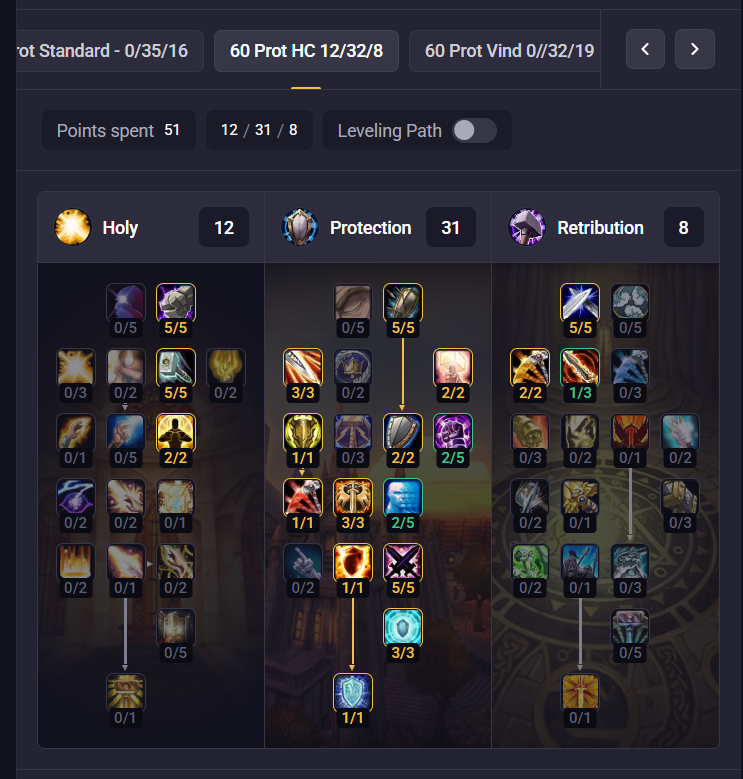 rot Standard - 0/35/16 60 Prot HC 12/32/8 60 Prot Vind 0//32/19
Points spent 51 12 / 31 / 8 Leveling Path
Holy 12 Protection 31 Retribution 8
0/5 5/5 0/5 5/5 5/5 0/5
0/3 0/2 5/5 0/2 3/3 0/2 2/2 2/2 1/3 0/3
0/1 0/5 2/2 1/1 0/3 2/2 2/5 0/3 0/2 0/1 0/2
0/2 0/2 0/1 1/1 3/3 2/5 0/2 0/1 0/3
0/2 0/1 0/2 0/2 1/1 5/5 0/2 0/1 0/3
0/5 3/3 0/5
0/1 1/1 0/1